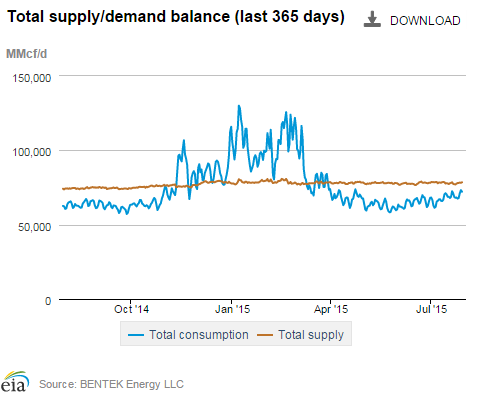 Total supply/demand balance (last 365 days)
DOWNLOAD
MMcf/d
150,000
100,000
50,000
0
Oct '14 Jan '15 Apr '15 Jul '15
Total consumption Total supply
eia Source: BENTEK Energy LLC